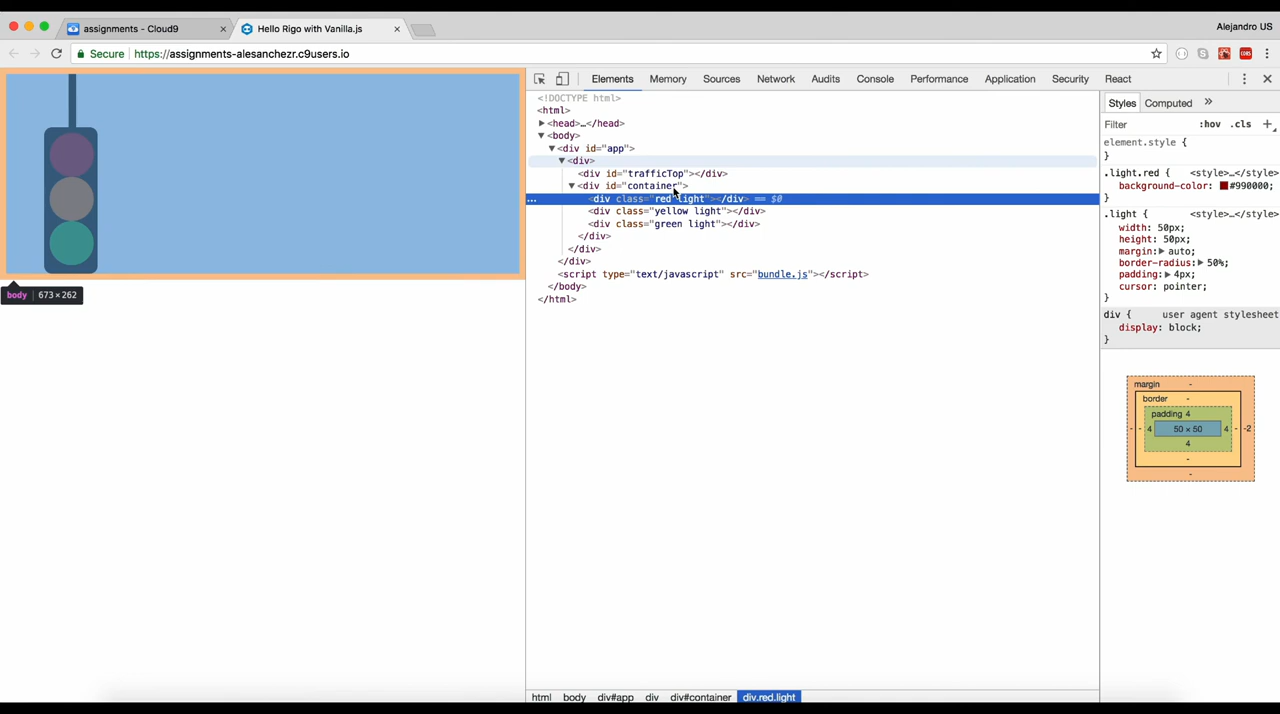 assignments - Cloud9 ×
Hello Rigo with Vanilla.js ×
Alejandro US
Secure https://assignments-alesanchezr.c9users.io
CORS
Elements Memory Sources Network Audits Console Performance Application Security React
<!DOCTYPE html>
<html>
<head>…</head>
<body>
<div id="app">
<div>
<div id="trafficTop"></div>
<div id="container">
<div class="red light"></div> == $0
<div class="yellow light"></div>
<div class="green light"></div>
</div>
</div>
</div>
<script type="text/javascript" src="bundle.js"></script>
</body>
</html>
body 673×262
html body div#app div div#container div.red.light
Styles Computed »
Filter :hov .cls +
element.style {
}
.light.red { <style>…</style>
background-color: #990000;
}
.light { <style>…</style>
width: 50px;
height: 50px;
margin: auto;
border-radius: 50%;
padding: 4px;
cursor: pointer;
}
div { user agent stylesheet
display: block;
}
margin -
border -
padding 4
- - 4 50 × 50 4 - -2
4
-
-